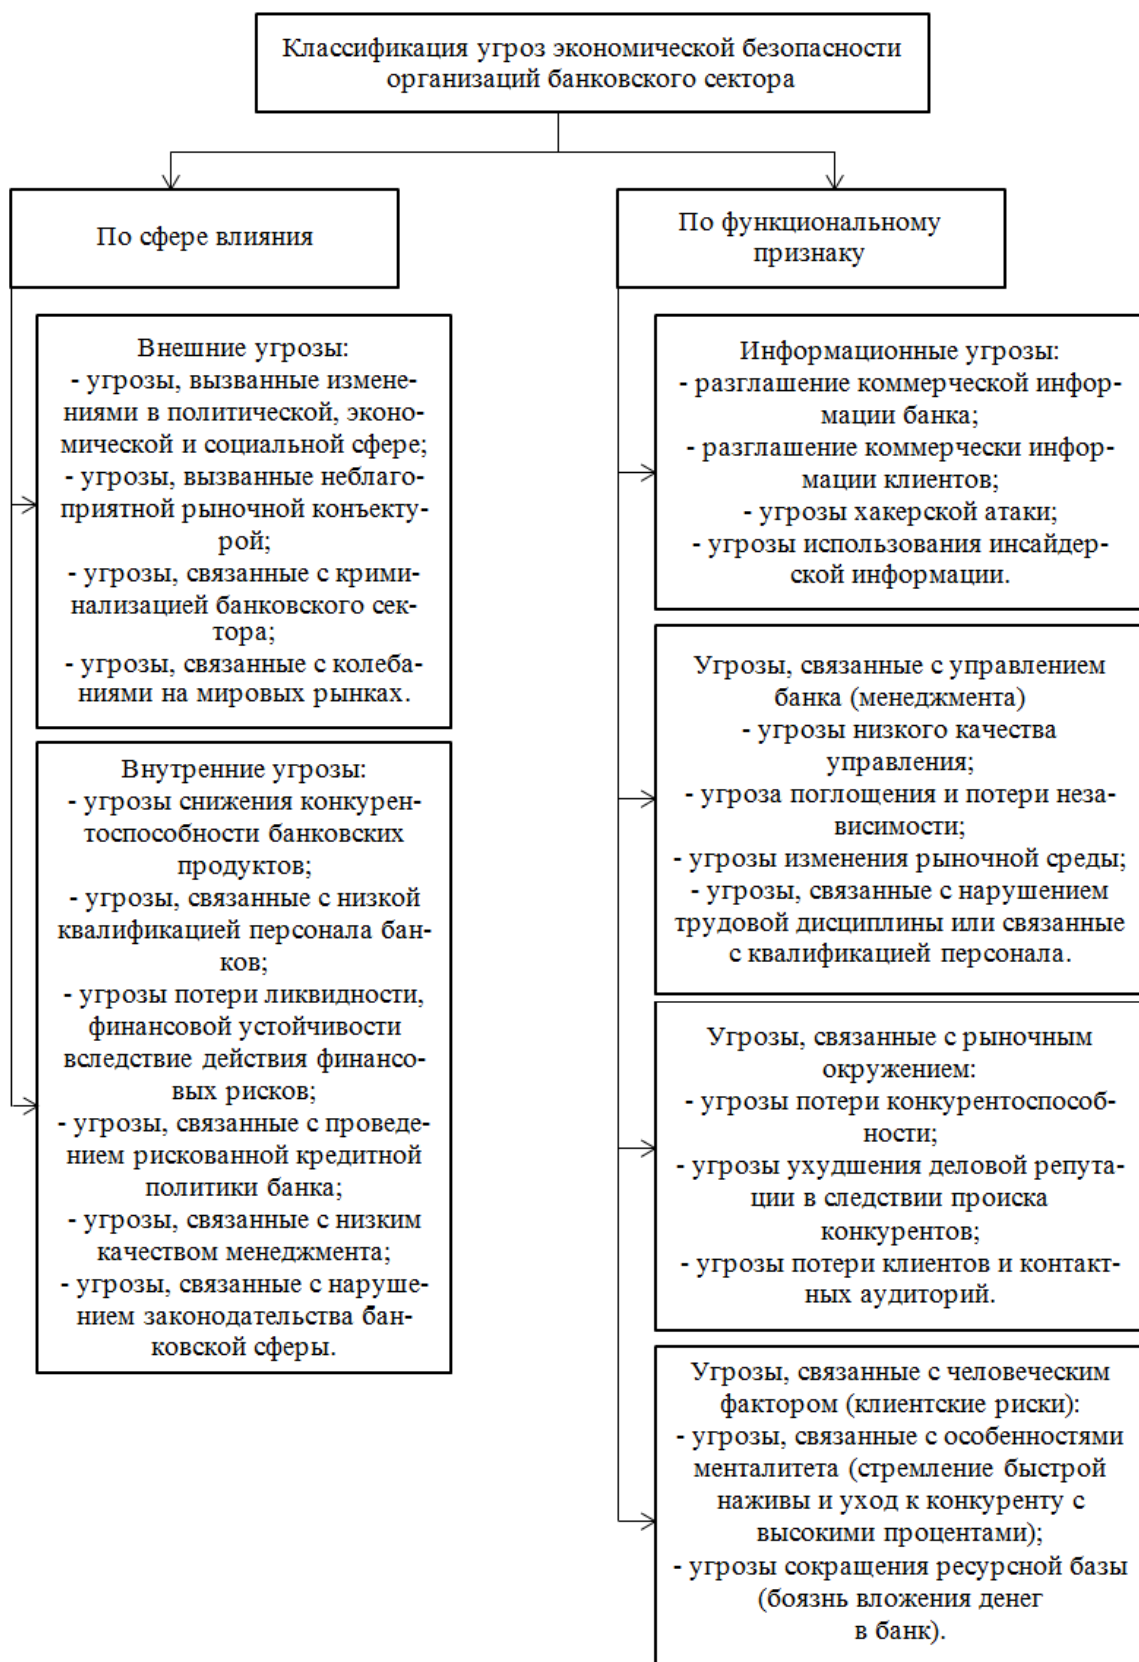 Классификация угроз экономической безопасности
организаций банковского сектора
По сфере влияния
Внешние угрозы:
- угрозы, вызванные измене-
ниями в политической, эконо-
мической и социальной сфере;
- угрозы, вызванные неблаго-
приятной рыночной конъекту-
рой;
- угрозы, связанные с крими-
нализацией банковского сек-
тора;
- угрозы, связанные с колеба-
ниями на мировых рынках.
Внутренние угрозы:
- угрозы снижения конкурен-
тоспособности банковских
продуктов;
- угрозы, связанные с низкой
квалификацией персонала бан-
ков;
- угрозы потери ликвидности,
финансовой устойчивости
вследствие действия финансо-
вых рисков;
- угрозы, связанные с проведе-
нием рискованной кредитной
политики банка;
- угрозы, связанные с низким
качеством менеджмента;
- угрозы, связанные с наруше-
нием законодательства бан-
ковской сферы.
По функциональному
признаку
Информационные угрозы:
- разглашение коммерческой инфор-
мации банка;
- разглашение коммерчески инфор-
мации клиентов;
- угрозы хакерской атаки;
- угрозы использования инсайдер-
ской информации.
Угрозы, связанные с управлением
банка (менеджмента)
- угрозы низкого качества
управления;
- угроза поглощения и потери неза-
висимости;
- угрозы изменения рыночной среды;
- угрозы, связанные с нарушением
трудовой дисциплины или связанные
с квалификацией персонала.
Угрозы, связанные с рыночным
окружением:
- угрозы потери конкурентоспособ-
ности;
- угрозы ухудшения деловой репута-
ции в следствии происка
конкурентов;
- угрозы потери клиентов и контакт-
ных аудиторий.
Угрозы, связанные с человеческим
фактором (клиентские риски):
- угрозы, связанные с особенностями
менталитета (стремление быстрой
наживы и уход к конкуренту с
высокими процентами);
- угрозы сокращения ресурсной базы
(боязнь вложения денег
в банк).